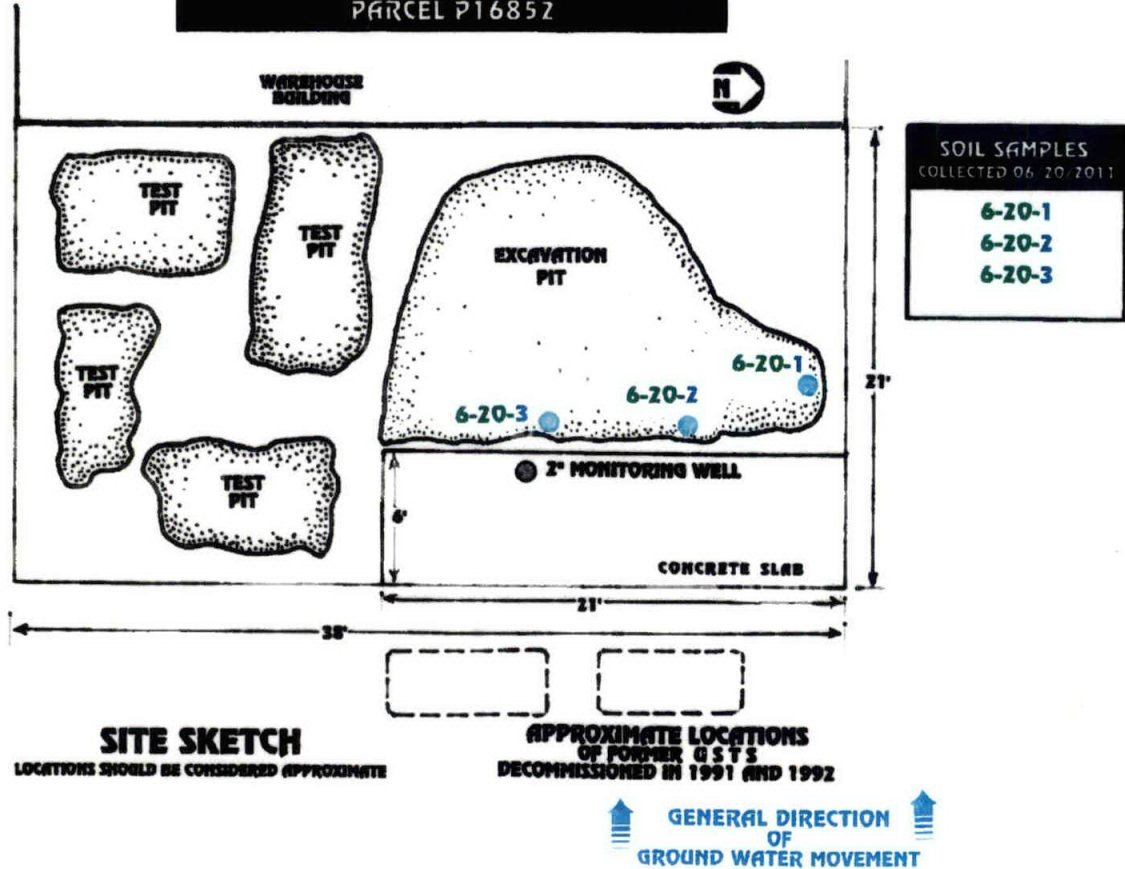 PARCEL P16852
WAREHOUSE
BUILDING
N
SOIL SAMPLES
COLLECTED 06/20/2011
6-20-1
6-20-2
6-20-3
TEST
PIT
TEST
PIT
EXCAVATION
PIT
TEST
PIT
6-20-1
6-20-2
6-20-3
21'
2" MONITORING WELL
TEST
PIT
6'
CONCRETE SLAB
21'
38'
SITE SKETCH
LOCATIONS SHOULD BE CONSIDERED APPROXIMATE
APPROXIMATE LOCATIONS
OF FORMER USTS
DECOMMISSIONED IN 1991 AND 1992
GENERAL DIRECTION
OF
GROUND WATER MOVEMENT